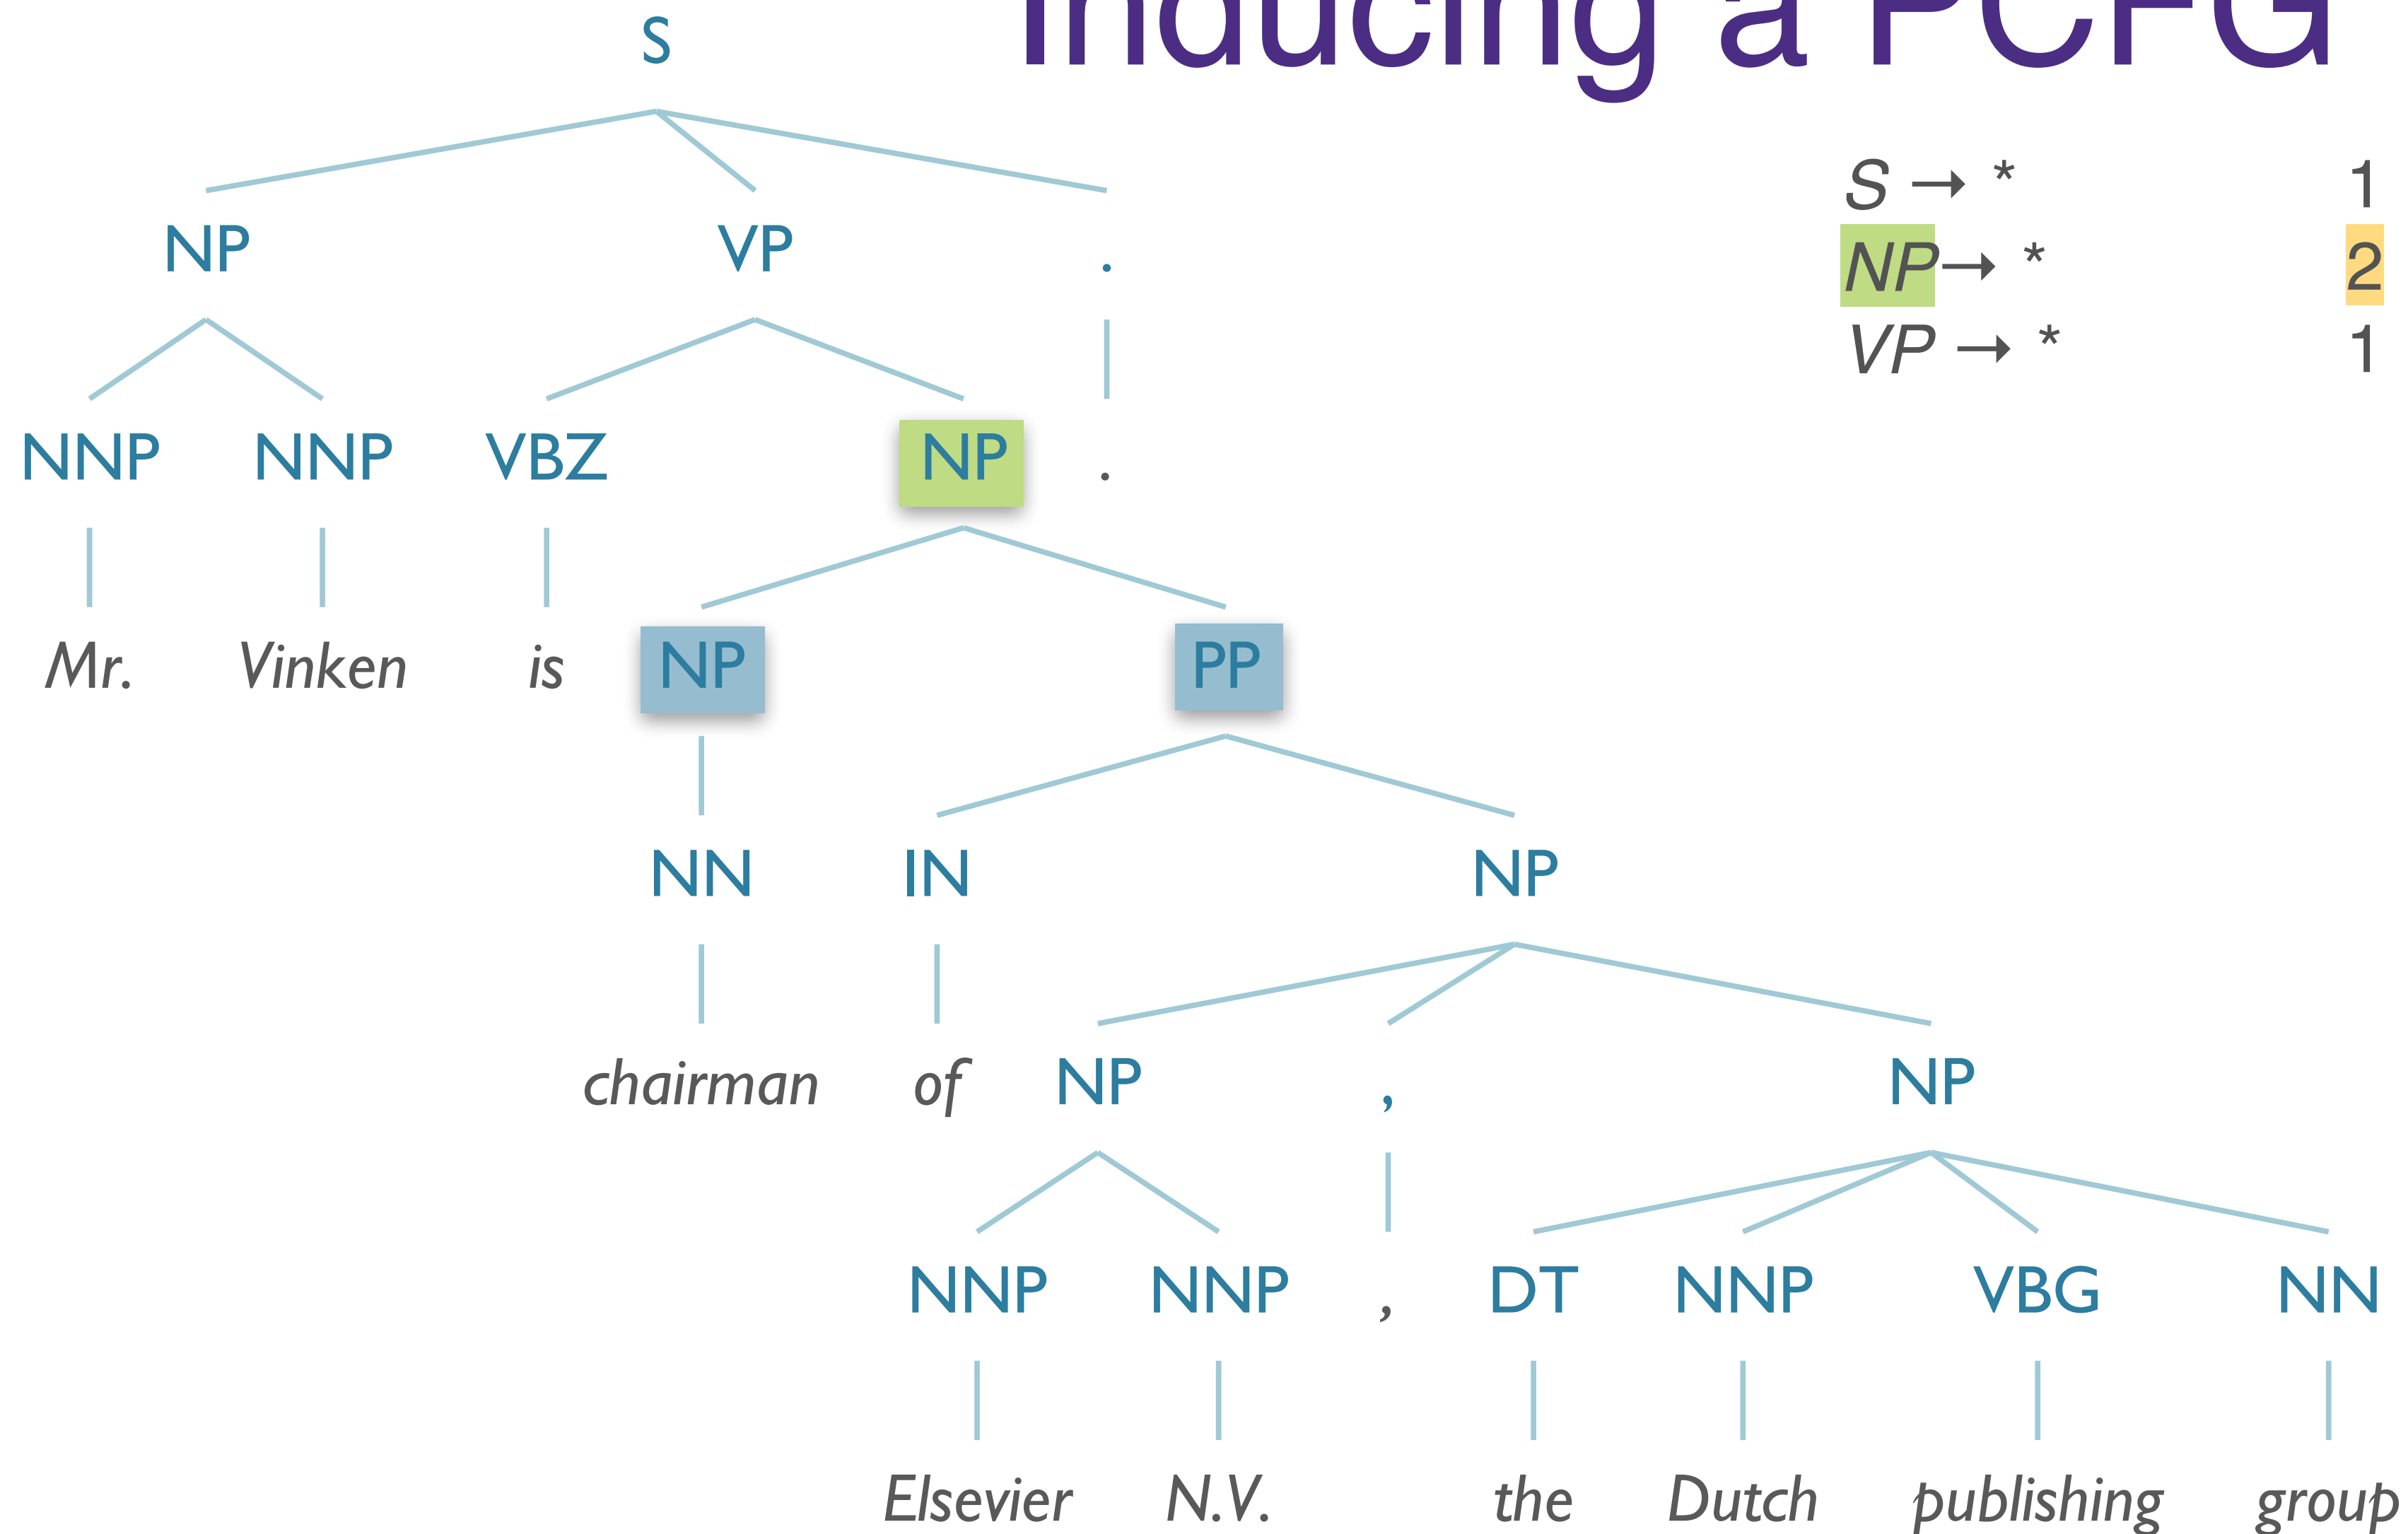 Inducing a PCFG
S
S → * 1
NP → * 2
VP → * 1
NP VP .
NNP NNP VBZ NP .
Mr. Vinken is NP PP
NN IN NP
chairman of NP , NP
NNP NNP , DT NNP VBG NN
Elsevier N.V. the Dutch publishing group